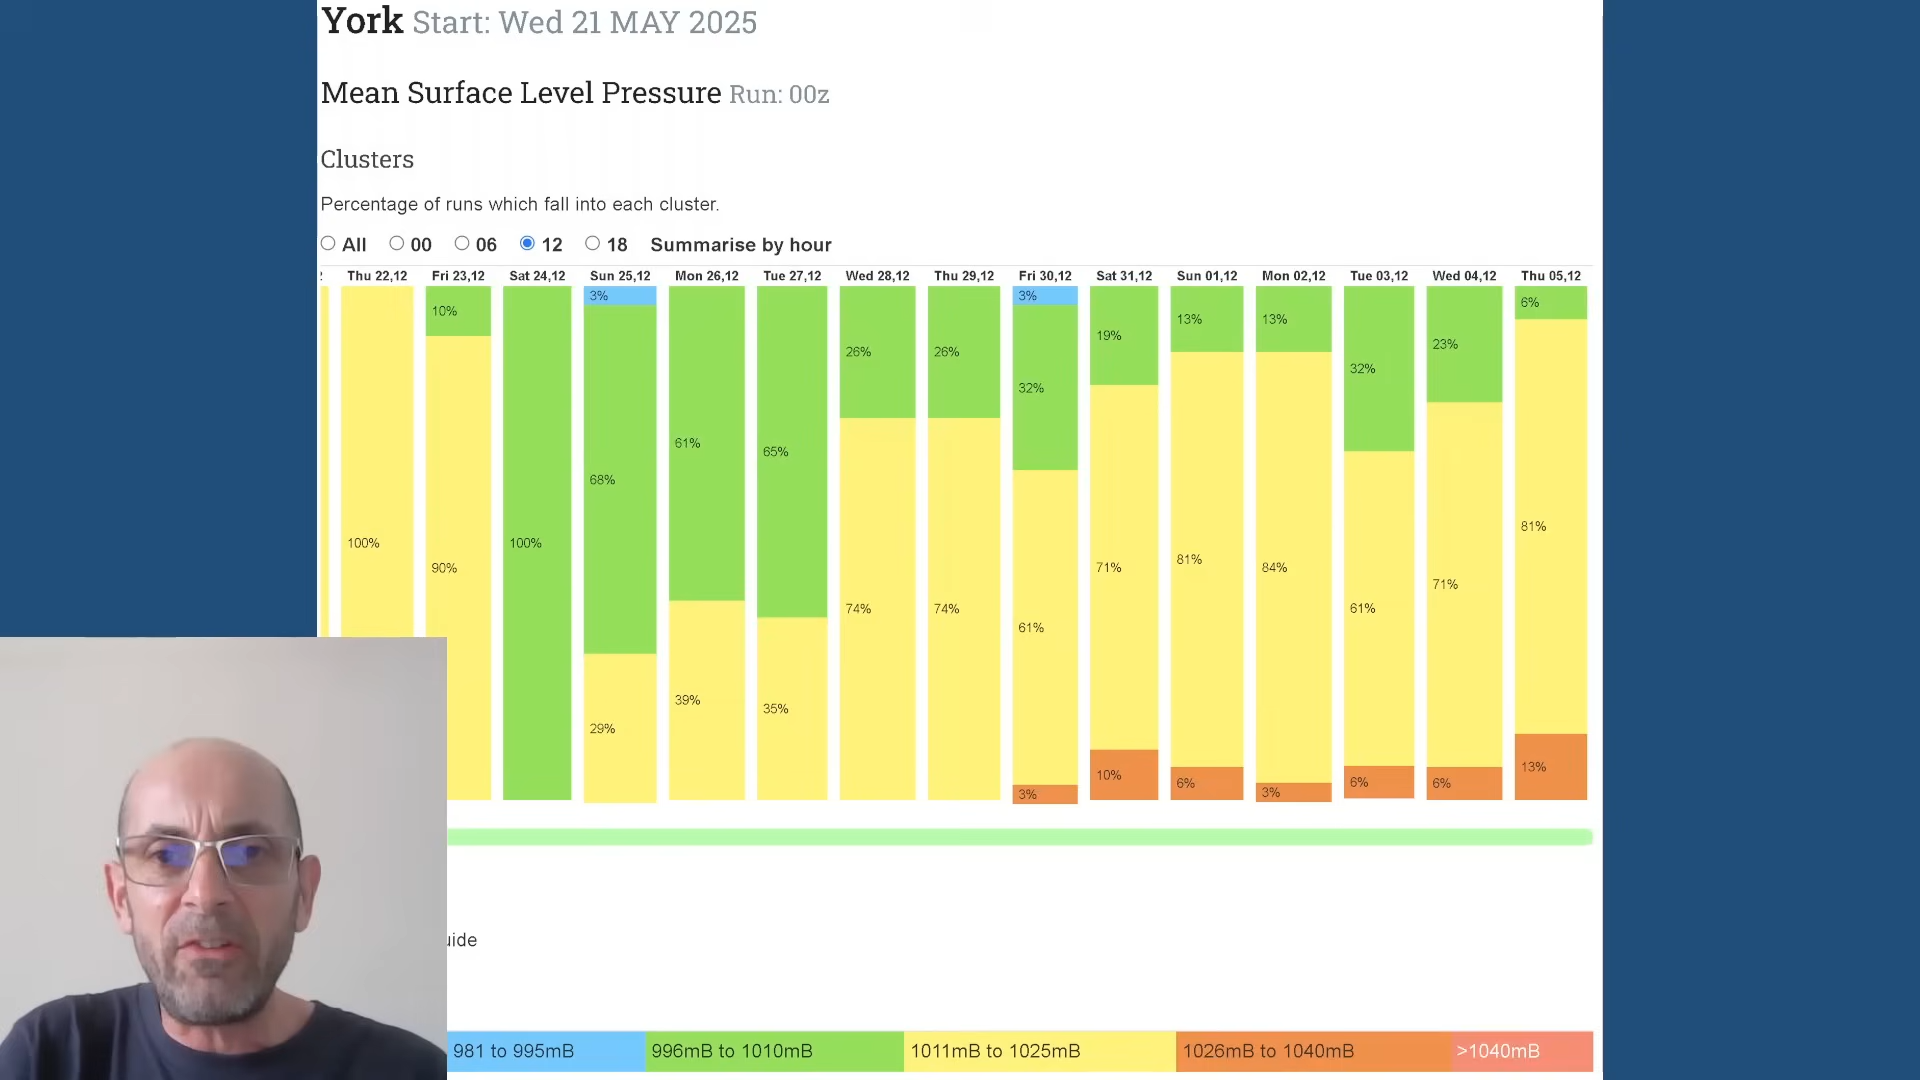 York Start: Wed 21 MAY 2025
Mean Surface Level Pressure Run: 00z
Clusters
Percentage of runs which fall into each cluster.
All 00 06 12 18 Summarise by hour
Thu 22,12 Fri 23,12 Sat 24,12 Sun 25,12 Mon 26,12 Tue 27,12 Wed 28,12 Thu 29,12 Fri 30,12 Sat 31,12 Sun 01,12 Mon 02,12 Tue 03,12 Wed 04,12 Thu 05,12
3% 3% 6%
10% 13% 13%
19% 23%
26% 26% 32%
32%
61% 65%
68%
100% 100% 81%
90% 71% 81% 84% 71%
74% 74% 61% 61%
39% 35%
29%
10% 6% 3% 6% 6% 13%
3%
uide
981 to 995mB 996mB to 1010mB 1011mB to 1025mB 1026mB to 1040mB >1040mB